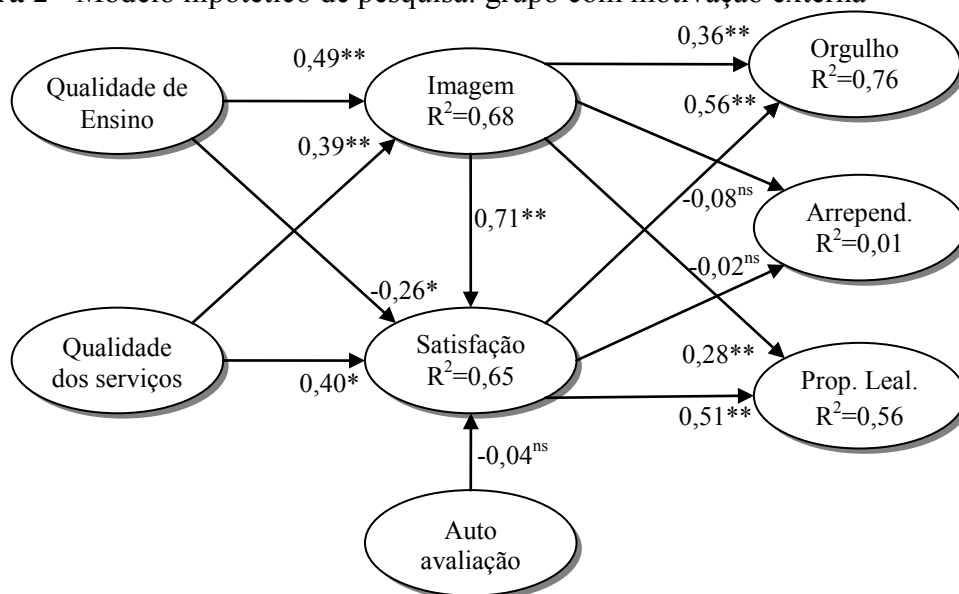 Modelo hipotético de pesquisa: grupo com motivação externa
0,49**
0,36**
Qualidade de
Ensino
Imagem
R²=0,68
Orgulho
R²=0,76
0,39**
0,56**
0,71**
-0,08ⁿˢ
Arrepend.
R²=0,01
-0,26*
-0,02ⁿˢ
Qualidade
dos serviços
Satisfação
R²=0,65
0,40*
0,28**
0,51**
Prop. Leal.
R²=0,56
-0,04ⁿˢ
Auto
avaliação